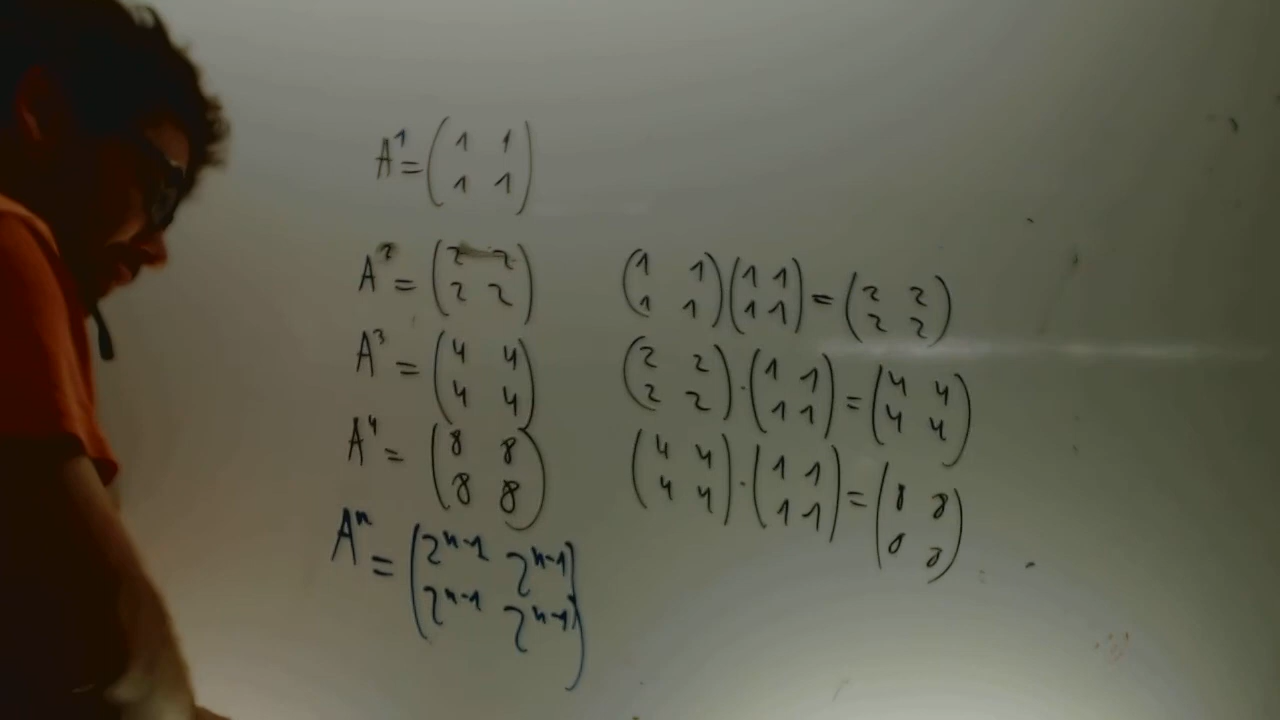 A¹ = (1 1
1 1)
A² = (2 2
2 2)
(1 1
1 1) (1 1
1 1) = (2 2
2 2)
A³ = (4 4
4 4)
(2 2
2 2) · (1 1
1 1) = (4 4
4 4)
A⁴ = (8 8
8 8)
(4 4
4 4) · (1 1
1 1) = (8 8
8 8)
Aⁿ = (2ⁿ⁻¹ 2ⁿ⁻¹
2ⁿ⁻¹ 2ⁿ⁻¹)